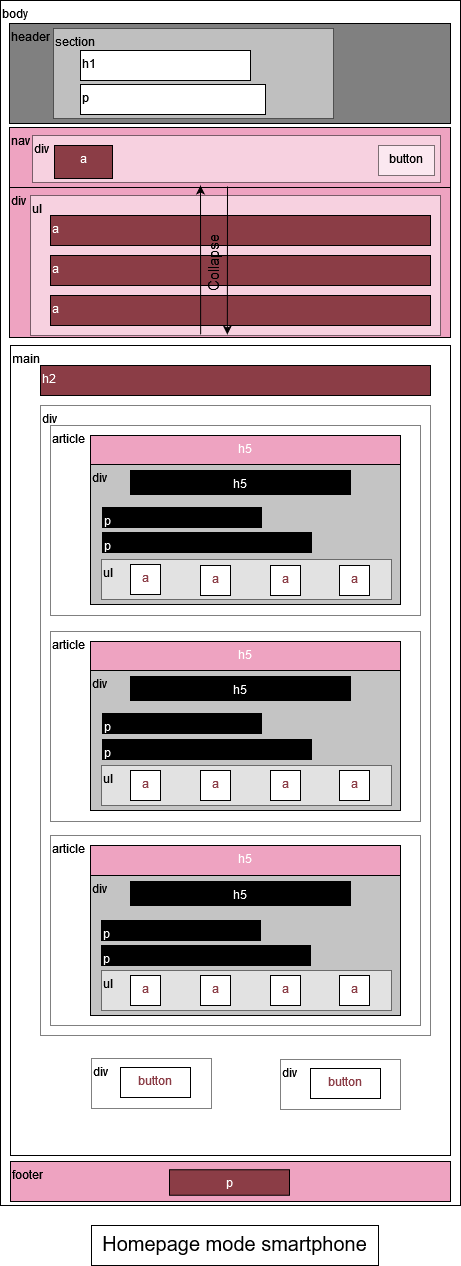 body
header
section
h1
p
nav
div
a
button
div
ul
a
a
a
Collapse
main
h2
div
article
h5
div
h5
p
p
ul
a a a a
article
h5
div
h5
p
p
ul
a a a a
article
h5
div
h5
p
p
ul
a a a a
div
button
div
button
footer
p
Homepage mode smartphone